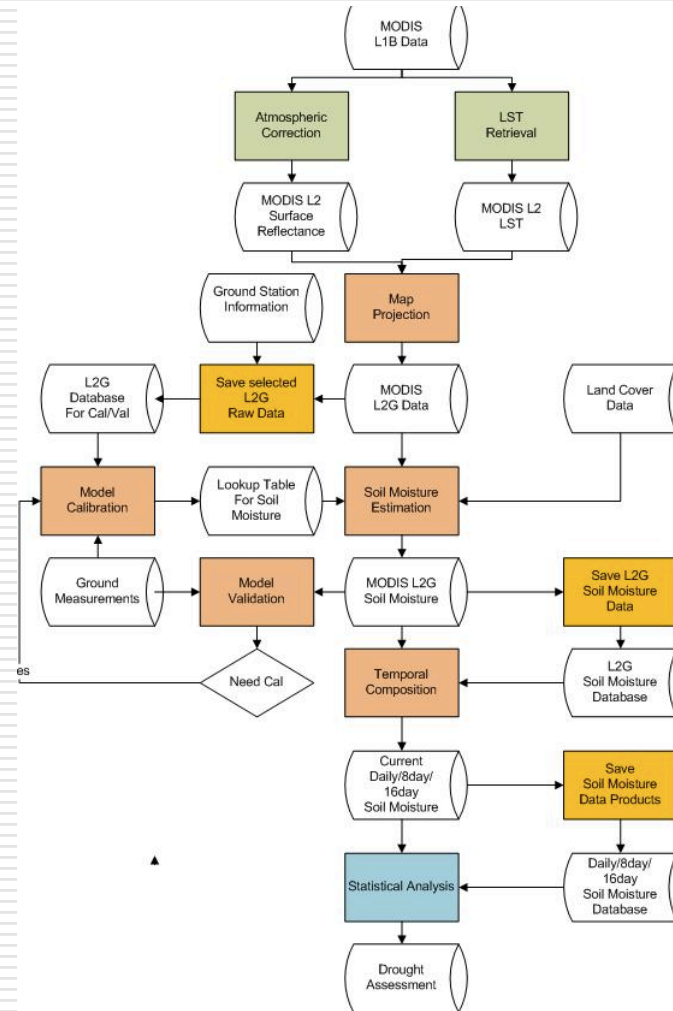 MODIS
L1B Data
Atmospheric
Correction
LST
Retrieval
MODIS L2
Surface
Reflectance
MODIS L2
LST
Ground Station
Information
Map
Projection
L2G
Database
For Cal/Val
Save selected
L2G
Raw Data
MODIS
L2G Data
Land Cover
Data
Model
Calibration
Lookup Table
For Soil
Moisture
Soil Moisture
Estimation
Ground
Measurements
Model
Validation
MODIS L2G
Soil Moisture
Save L2G
Soil Moisture
Data
es
Need Cal
Temporal
Composition
L2G
Soil Moisture
Database
Current
Daily/8day/
16day
Soil Moisture
Save
Soil Moisture
Data Products
Statistical Analysis
Daily/8day/
16day
Soil Moisture
Database
Drought
Assessment